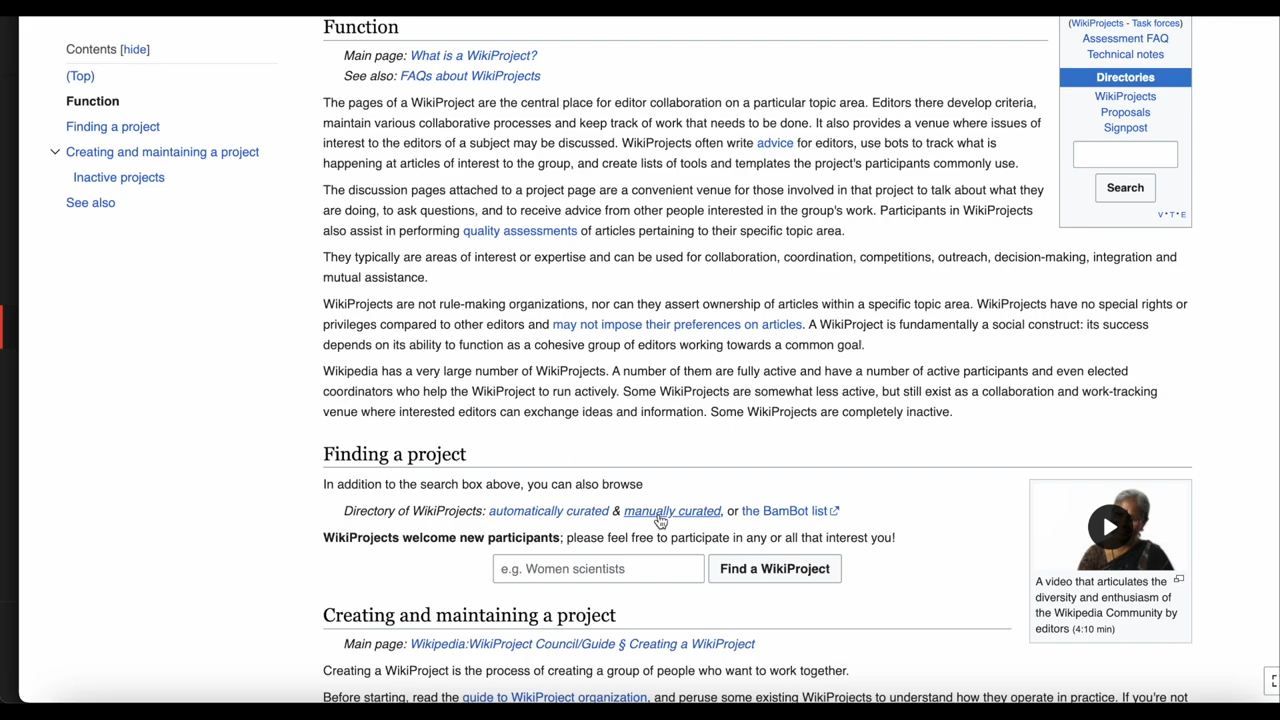 Contents [hide]
(Top)
Function
Finding a project
Creating and maintaining a project
Inactive projects
See also
Function
Main page: What is a WikiProject?
See also: FAQs about WikiProjects
The pages of a WikiProject are the central place for editor collaboration on a particular topic area. Editors there develop criteria,
maintain various collaborative processes and keep track of work that needs to be done. It also provides a venue where issues of
interest to the editors of a subject may be discussed. WikiProjects often write advice for editors, use bots to track what is
happening at articles of interest to the group, and create lists of tools and templates the project's participants commonly use.
The discussion pages attached to a project page are a convenient venue for those involved in that project to talk about what they
are doing, to ask questions, and to receive advice from other people interested in the group's work. Participants in WikiProjects
also assist in performing quality assessments of articles pertaining to their specific topic area.
They typically are areas of interest or expertise and can be used for collaboration, coordination, competitions, outreach, decision-making, integration and
mutual assistance.
WikiProjects are not rule-making organizations, nor can they assert ownership of articles within a specific topic area. WikiProjects have no special rights or
privileges compared to other editors and may not impose their preferences on articles. A WikiProject is fundamentally a social construct: its success
depends on its ability to function as a cohesive group of editors working towards a common goal.
Wikipedia has a very large number of WikiProjects. A number of them are fully active and have a number of active participants and even elected
coordinators who help the WikiProject to run actively. Some WikiProjects are somewhat less active, but still exist as a collaboration and work-tracking
venue where interested editors can exchange ideas and information. Some WikiProjects are completely inactive.
(WikiProjects - Task forces)
Assessment FAQ
Technical notes
Directories
WikiProjects
Proposals
Signpost
Search
V • T • E
Finding a project
In addition to the search box above, you can also browse
Directory of WikiProjects: automatically curated & manually curated, or the BamBot list
WikiProjects welcome new participants; please feel free to participate in any or all that interest you!
e.g. Women scientists
Find a WikiProject
A video that articulates the
diversity and enthusiasm of
the Wikipedia Community by
editors (4:10 min)
Creating and maintaining a project
Main page: Wikipedia:WikiProject Council/Guide § Creating a WikiProject
Creating a WikiProject is the process of creating a group of people who want to work together.
Before starting, read the guide to WikiProject organization, and peruse some existing WikiProjects to understand how they operate in practice. If you're not